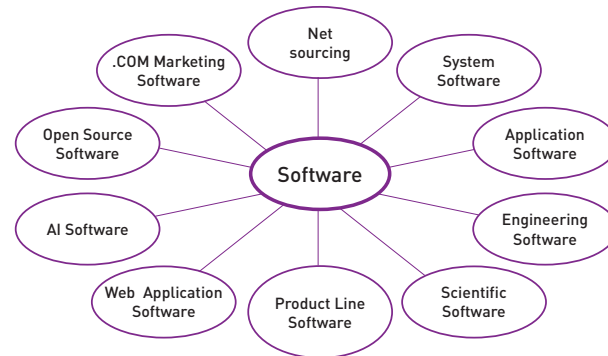 Net
sourcing
.COM Marketing
Software
System
Software
Open Source
Software
Application
Software
Software
AI Software
Engineering
Software
Web Application
Software
Product Line
Software
Scientific
Software